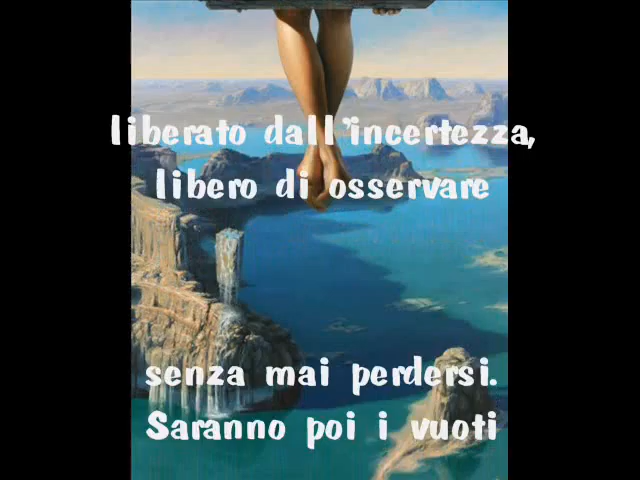 liberato dall'incertezza,
libero di osservare
senza mai perdersi.
Saranno poi i vuoti